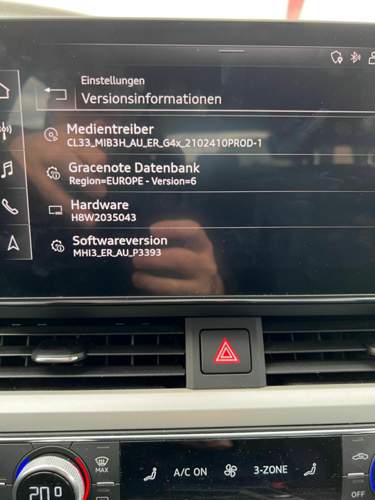 Einstellungen
Versionsinformationen
Medientreiber
CL33_MIB3H_AU_ER_G4x_2102410PROD-1
Gracenote Datenbank
Region=EUROPE - Version=6
Hardware
H8W2035043
Softwareversion
MHI3_ER_AU_P3393
MAX
20.0°
A/C ON
3-ZONE
OFF